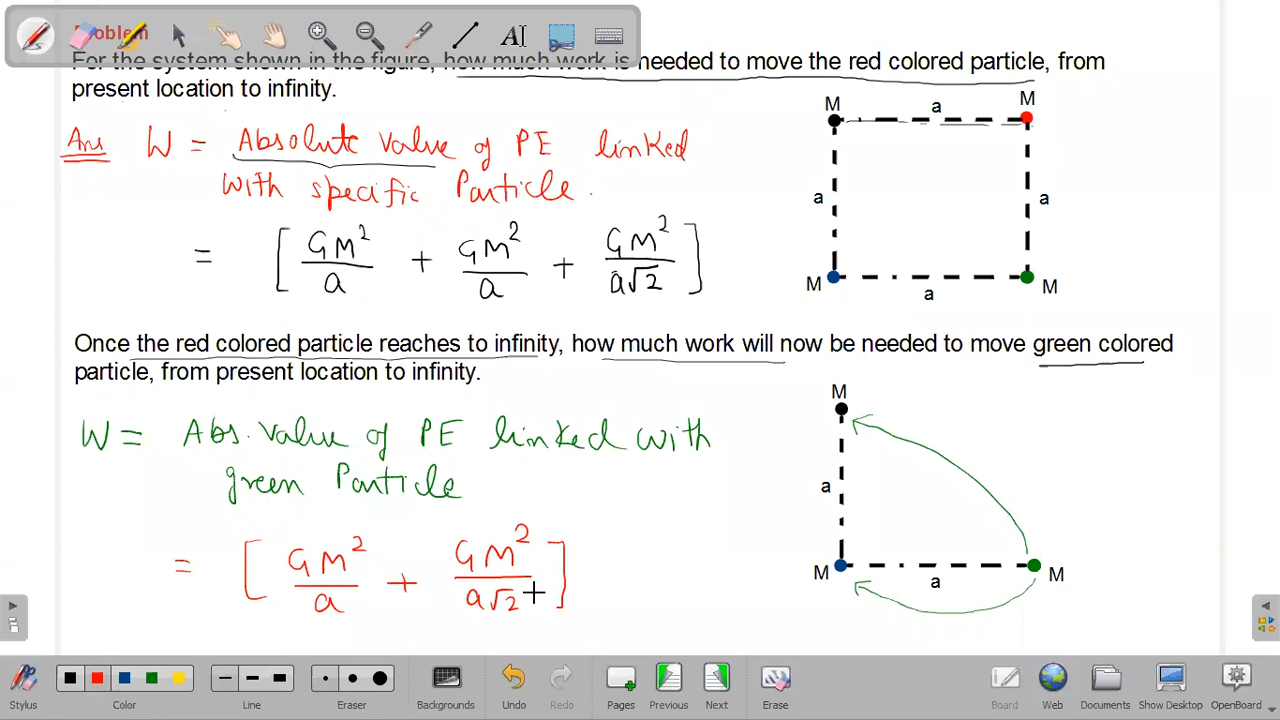 Problem
For the system shown in the figure, how much work is needed to move the red colored particle, from
present location to infinity.
M a M
Ans W = Absolute value of PE linked
with specific Particle.
a a
= [ GM²/a + GM²/a + GM²/a√2 ]
M a M
Once the red colored particle reaches to infinity, how much work will now be needed to move green colored
particle, from present location to infinity.
M
W = Abs. Value of PE linked with
green Particle
a
= [ GM²/a + GM²/a√2 ]
M a M
Stylus Color Line Eraser Backgrounds Undo Redo Pages Previous Next Erase Board Web Documents Show Desktop OpenBoard